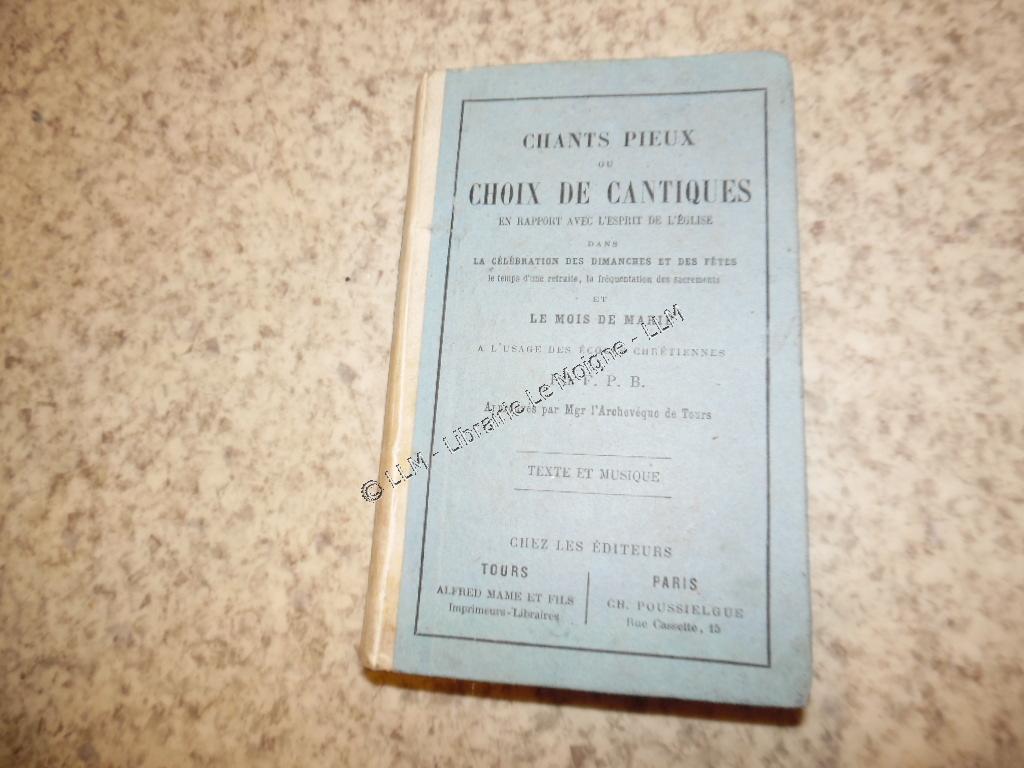 CHANTS PIEUX
OU
CHOIX DE CANTIQUES
EN RAPPORT AVEC L'ESPRIT DE L'ÉGLISE
DANS
LA CÉLÉBRATION DES DIMANCHES ET DES FÊTES
le temps d'une retraite, la fréquentation des sacrements
ET
LE MOIS DE MARIE
A L'USAGE DES ÉCOLES CHRÉTIENNES
F. P. B.
Approuvés par Mgr l'Archevêque de Tours
TEXTE ET MUSIQUE
CHEZ LES ÉDITEURS
TOURS
ALFRED MAME ET FILS
Imprimeurs-Libraires
PARIS
CH. POUSSIELGUE
Rue Cassette, 15
© LLM - Librairie Le Moigne - LLM